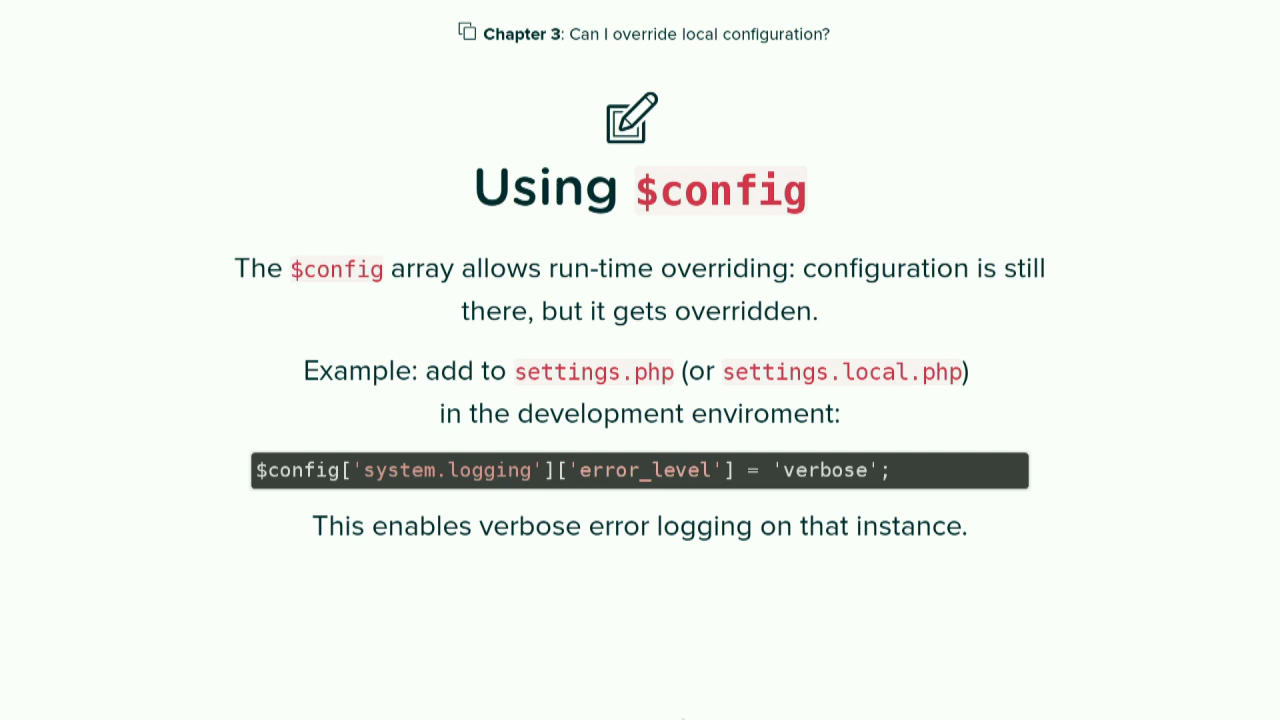 Chapter 3: Can I override local configuration?
Using $config
The $config array allows run-time overriding: configuration is still
there, but it gets overridden.
Example: add to settings.php (or settings.local.php)
in the development enviroment:
$config['system.logging']['error_level'] = 'verbose';
This enables verbose error logging on that instance.